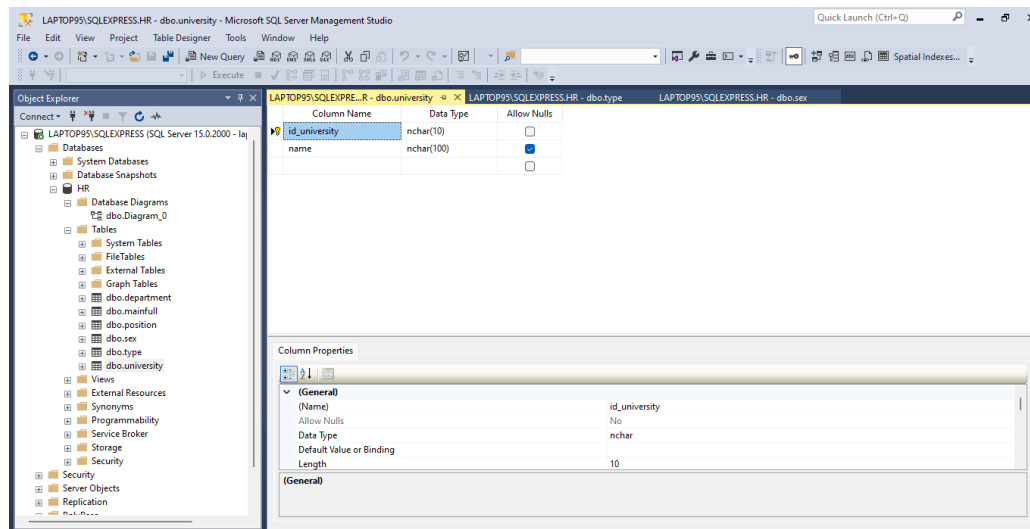 LAPTOP95\SQLEXPRESS.HR - dbo.university - Microsoft SQL Server Management Studio
Quick Launch (Ctrl+Q)
File Edit View Project Table Designer Tools Window Help
New Query
Spatial Indexes...
Execute
Object Explorer
Connect
LAPTOP95\SQLEXPRESS (SQL Server 15.0.2000 - la
Databases
System Databases
Database Snapshots
HR
Database Diagrams
dbo.Diagram_0
Tables
System Tables
FileTables
External Tables
Graph Tables
dbo.department
dbo.mainfull
dbo.position
dbo.sex
dbo.type
dbo.university
Views
External Resources
Synonyms
Programmability
Service Broker
Storage
Security
Security
Server Objects
Replication
LAPTOP95\SQLEXPRE...R - dbo.university LAPTOP95\SQLEXPRESS.HR - dbo.type LAPTOP95\SQLEXPRESS.HR - dbo.sex
Column Name Data Type Allow Nulls
id_university nchar(10)
name nchar(100)
Column Properties
(General)
(Name) id_university
Allow Nulls No
Data Type nchar
Default Value or Binding
Length 10
(General)